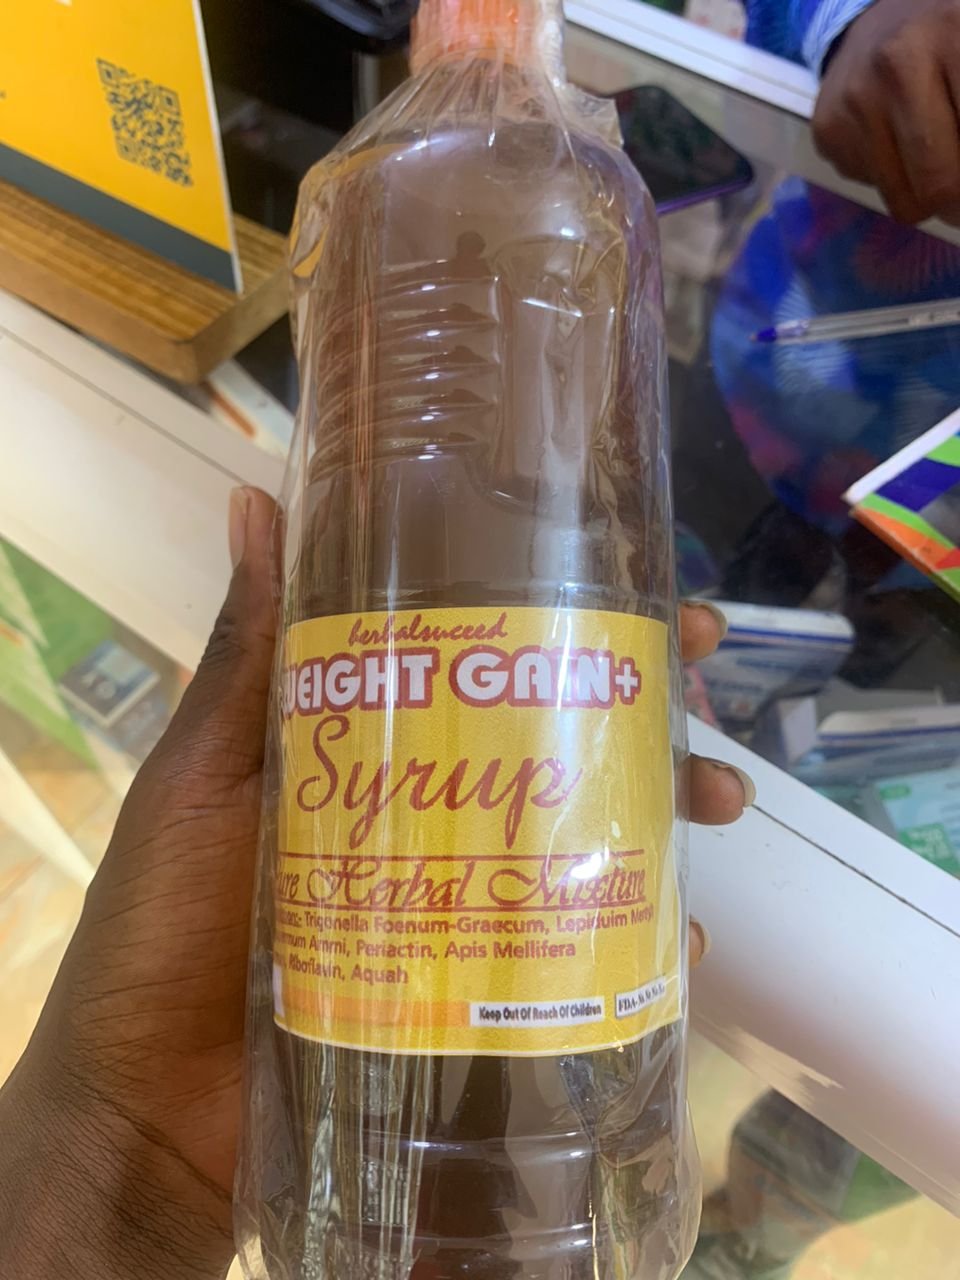 herbalsuceed
WEIGHT GAIN+
Syrup
Herbal Mixture
Trigonella Foenum-Graecum, Lepiduim
Ammi, Periactin, Apis Mellifera
Riboflavin, Aquah
Keep Out Of Reach Of Children
FDA-